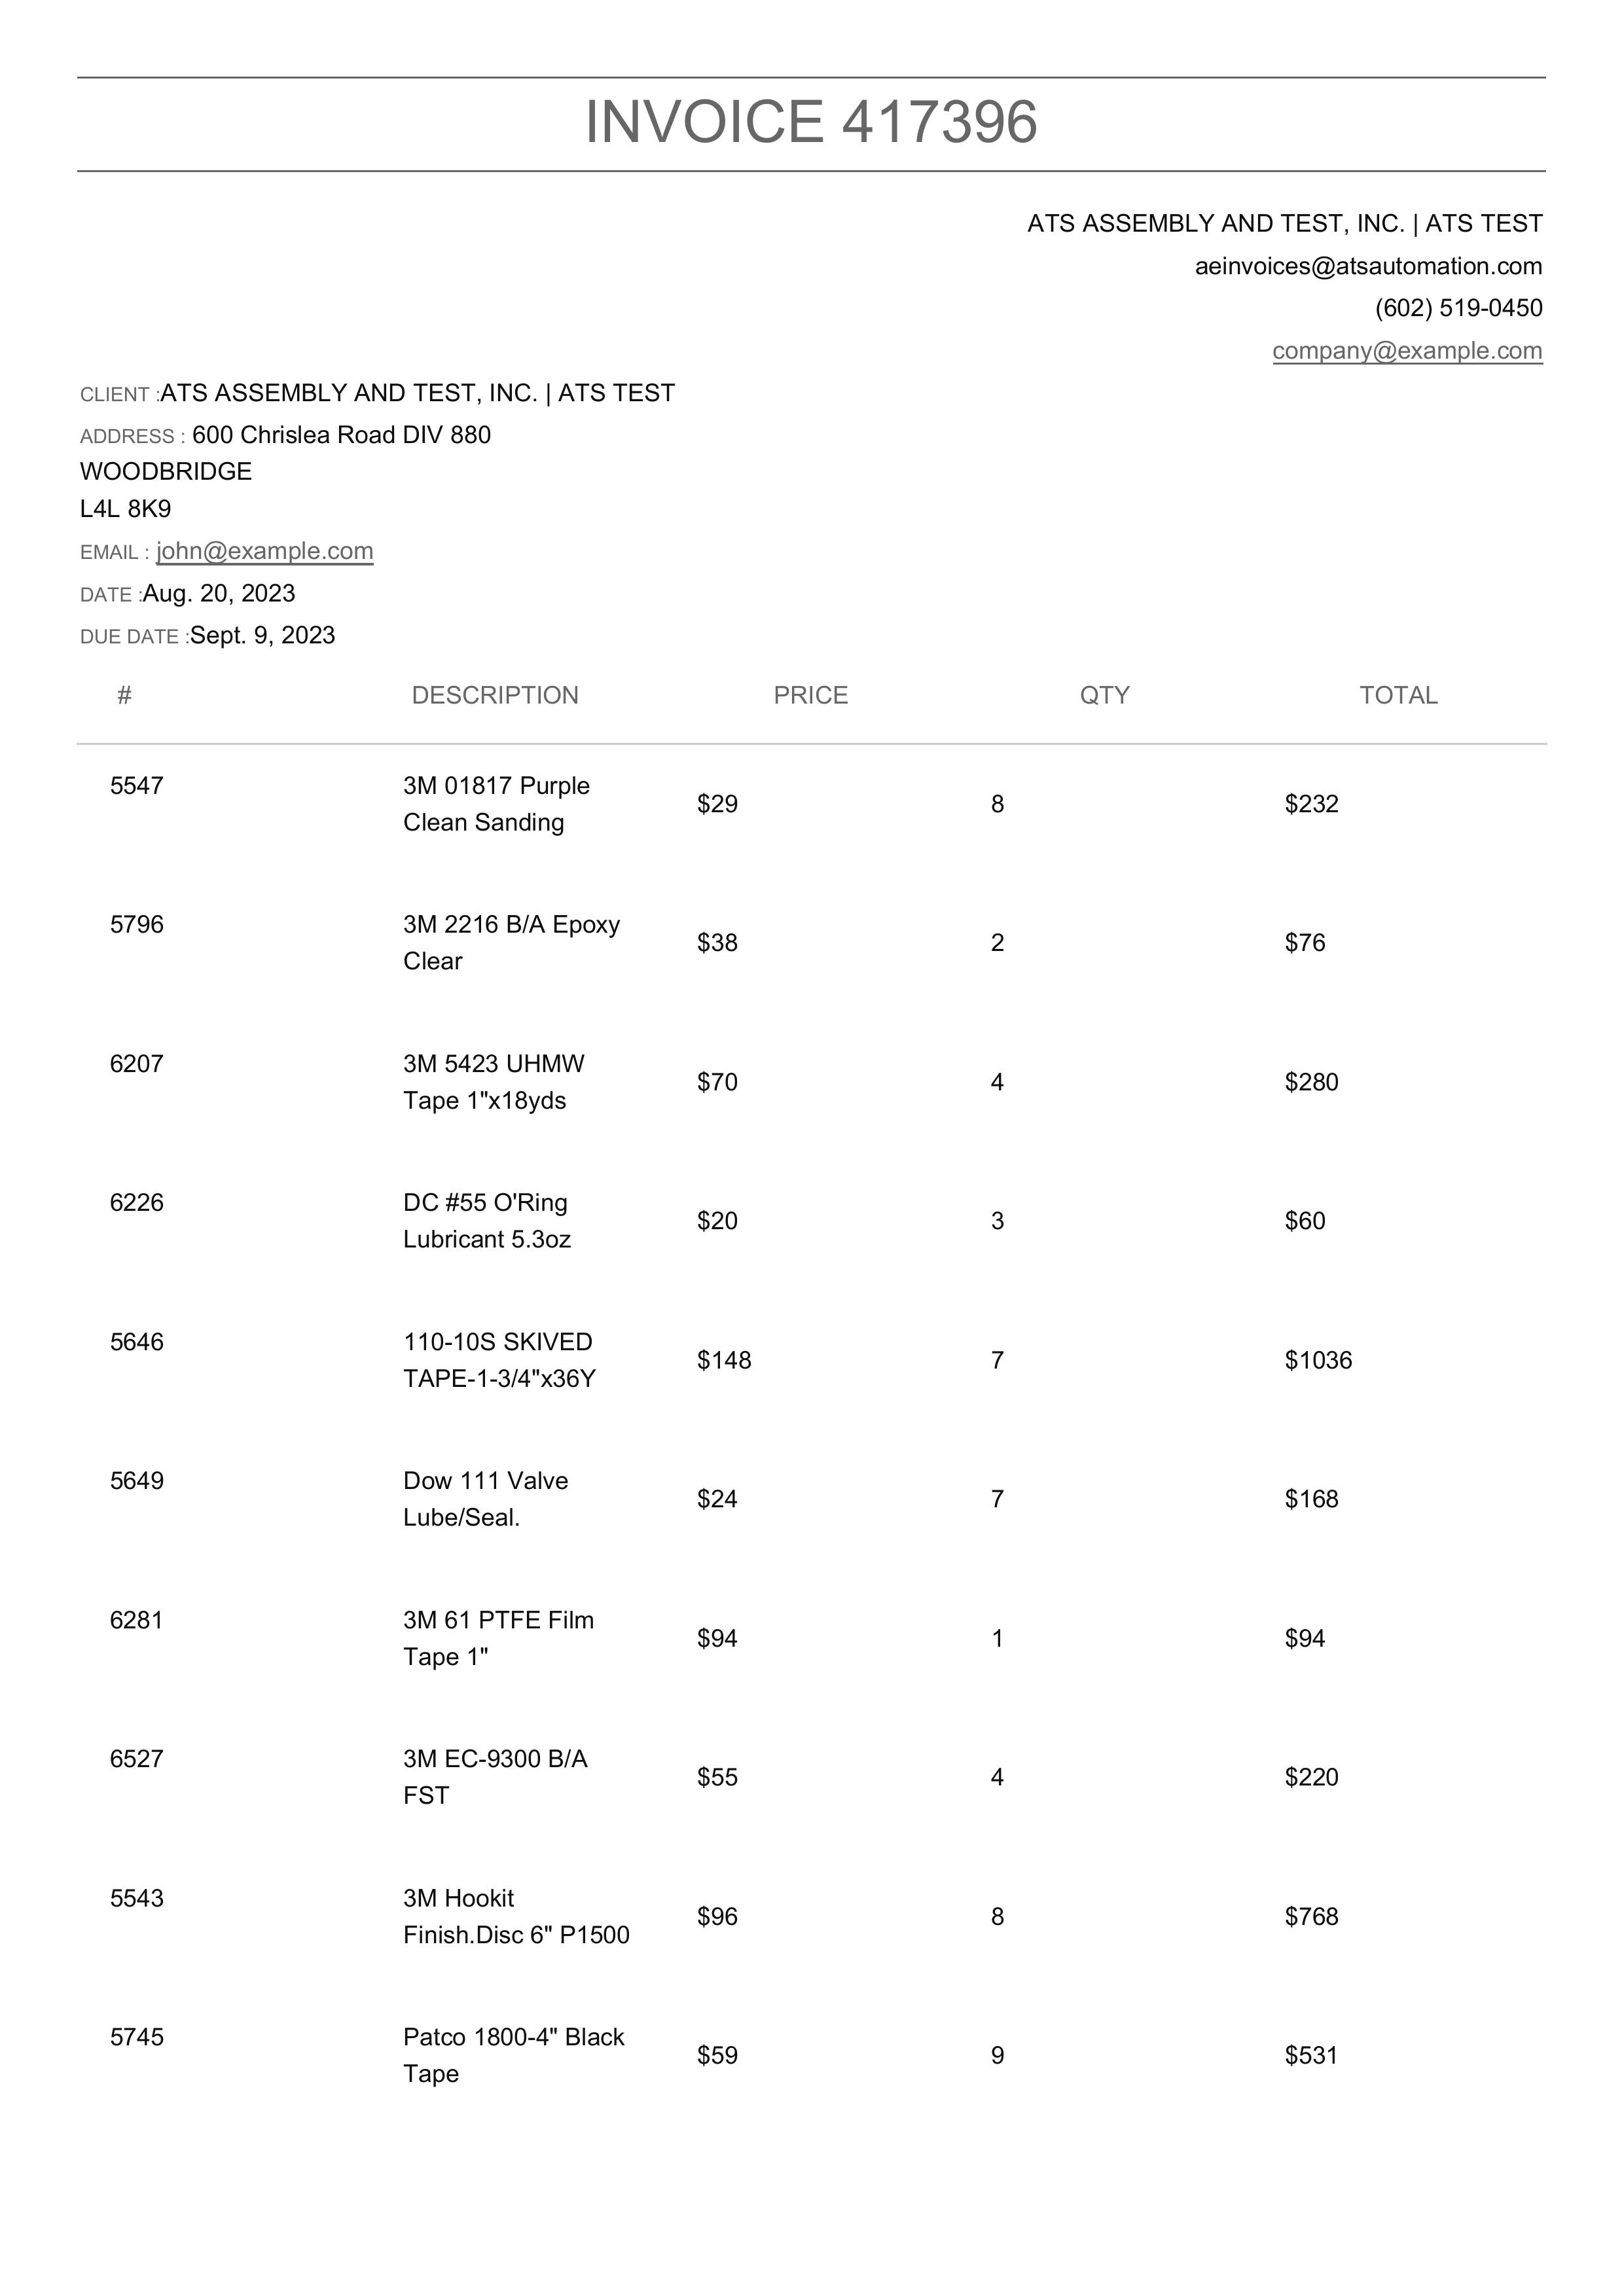 INVOICE 417396
ATS ASSEMBLY AND TEST, INC. | ATS TEST
aeinvoices@atsautomation.com
(602) 519-0450
company@example.com
CLIENT :ATS ASSEMBLY AND TEST, INC. | ATS TEST
ADDRESS : 600 Chrislea Road DIV 880
WOODBRIDGE
L4L 8K9
EMAIL : john@example.com
DATE :Aug. 20, 2023
DUE DATE :Sept. 9, 2023
# DESCRIPTION PRICE QTY TOTAL
5547 3M 01817 Purple
Clean Sanding $29 8 $232
5796 3M 2216 B/A Epoxy
Clear $38 2 $76
6207 3M 5423 UHMW
Tape 1"x18yds $70 4 $280
6226 DC #55 O'Ring
Lubricant 5.3oz $20 3 $60
5646 110-10S SKIVED
TAPE-1-3/4"x36Y $148 7 $1036
5649 Dow 111 Valve
Lube/Seal. $24 7 $168
6281 3M 61 PTFE Film
Tape 1" $94 1 $94
6527 3M EC-9300 B/A
FST $55 4 $220
5543 3M Hookit
Finish.Disc 6" P1500 $96 8 $768
5745 Patco 1800-4" Black
Tape $59 9 $531